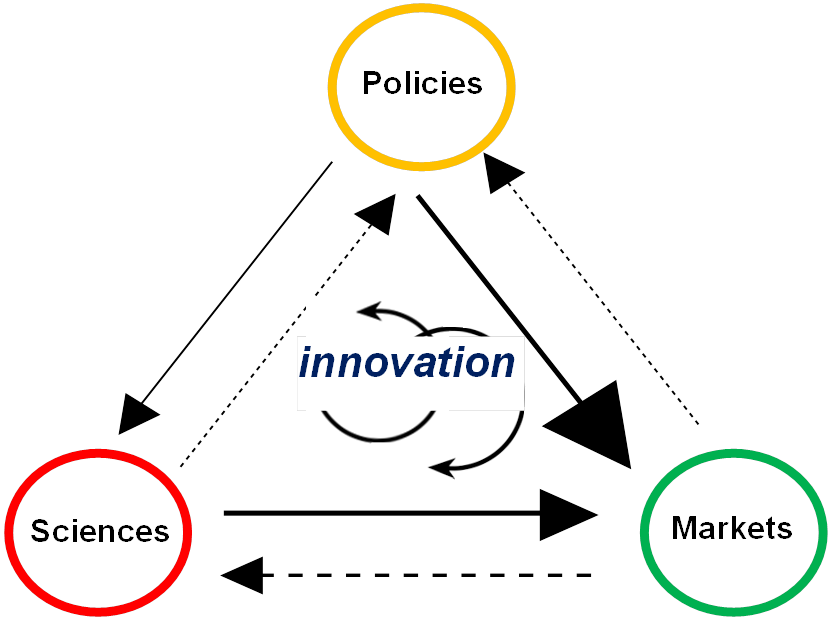 Policies
innovation
Sciences
Markets